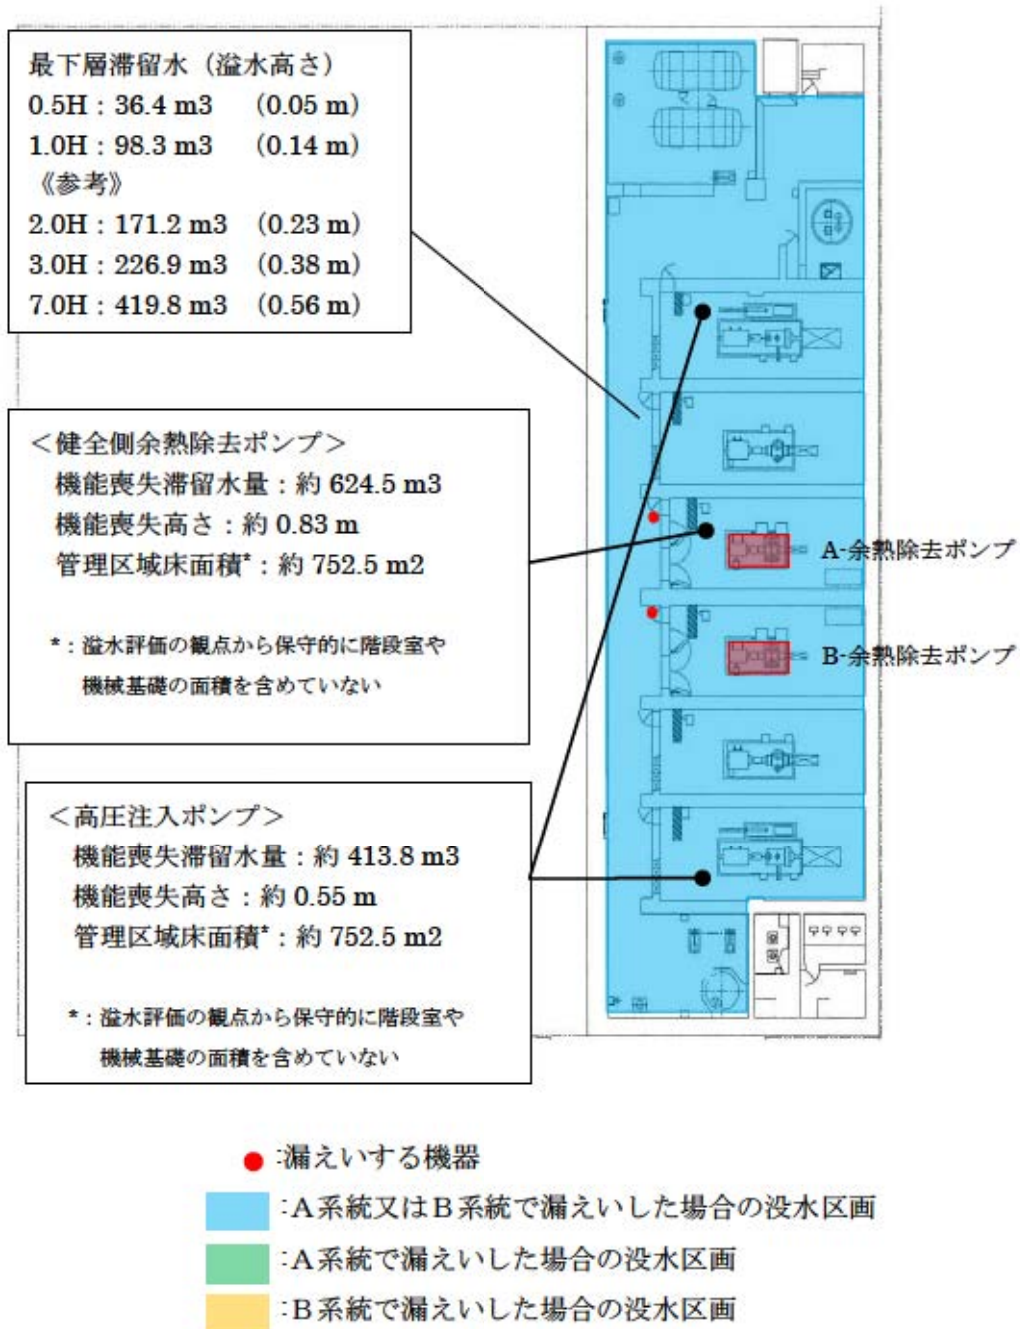 最下層滞留水（溢水高さ）
0.5H：36.4 m3 （0.05 m）
1.0H：98.3 m3 （0.14 m）
《参考》
2.0H：171.2 m3 （0.23 m）
3.0H：226.9 m3 （0.38 m）
7.0H：419.8 m3 （0.56 m）
＜健全側余熱除去ポンプ＞
機能喪失滞留水量：約 624.5 m3
機能喪失高さ：約 0.83 m
管理区域床面積*：約 752.5 m2
*：溢水評価の観点から保守的に階段室や
機械基礎の面積を含めていない
A-余熱除去ポンプ
B-余熱除去ポンプ
＜高圧注入ポンプ＞
機能喪失滞留水量：約 413.8 m3
機能喪失高さ：約 0.55 m
管理区域床面積*：約 752.5 m2
*：溢水評価の観点から保守的に階段室や
機械基礎の面積を含めていない
:漏えいする機器
:A系統又はB系統で漏えいした場合の没水区画
:A系統で漏えいした場合の没水区画
:B系統で漏えいした場合の没水区画